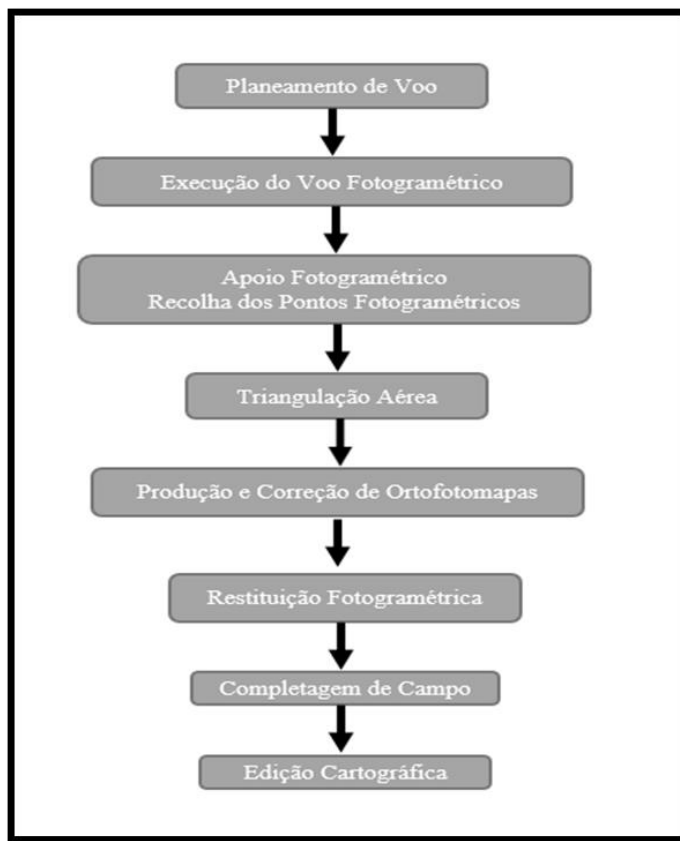 Planeamento de Voo
Execução do Voo Fotogramétrico
Apoio Fotogramétrico
Recolha dos Pontos Fotogramétricos
Triangulação Aérea
Produção e Correção de Ortofotomapas
Restituição Fotogramétrica
Completagem de Campo
Edição Cartográfica